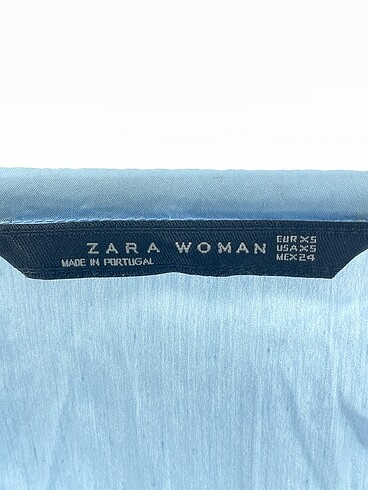 ZARA WOMAN
MADE IN PORTUGAL
EUR XS
USA XS
MEX 24